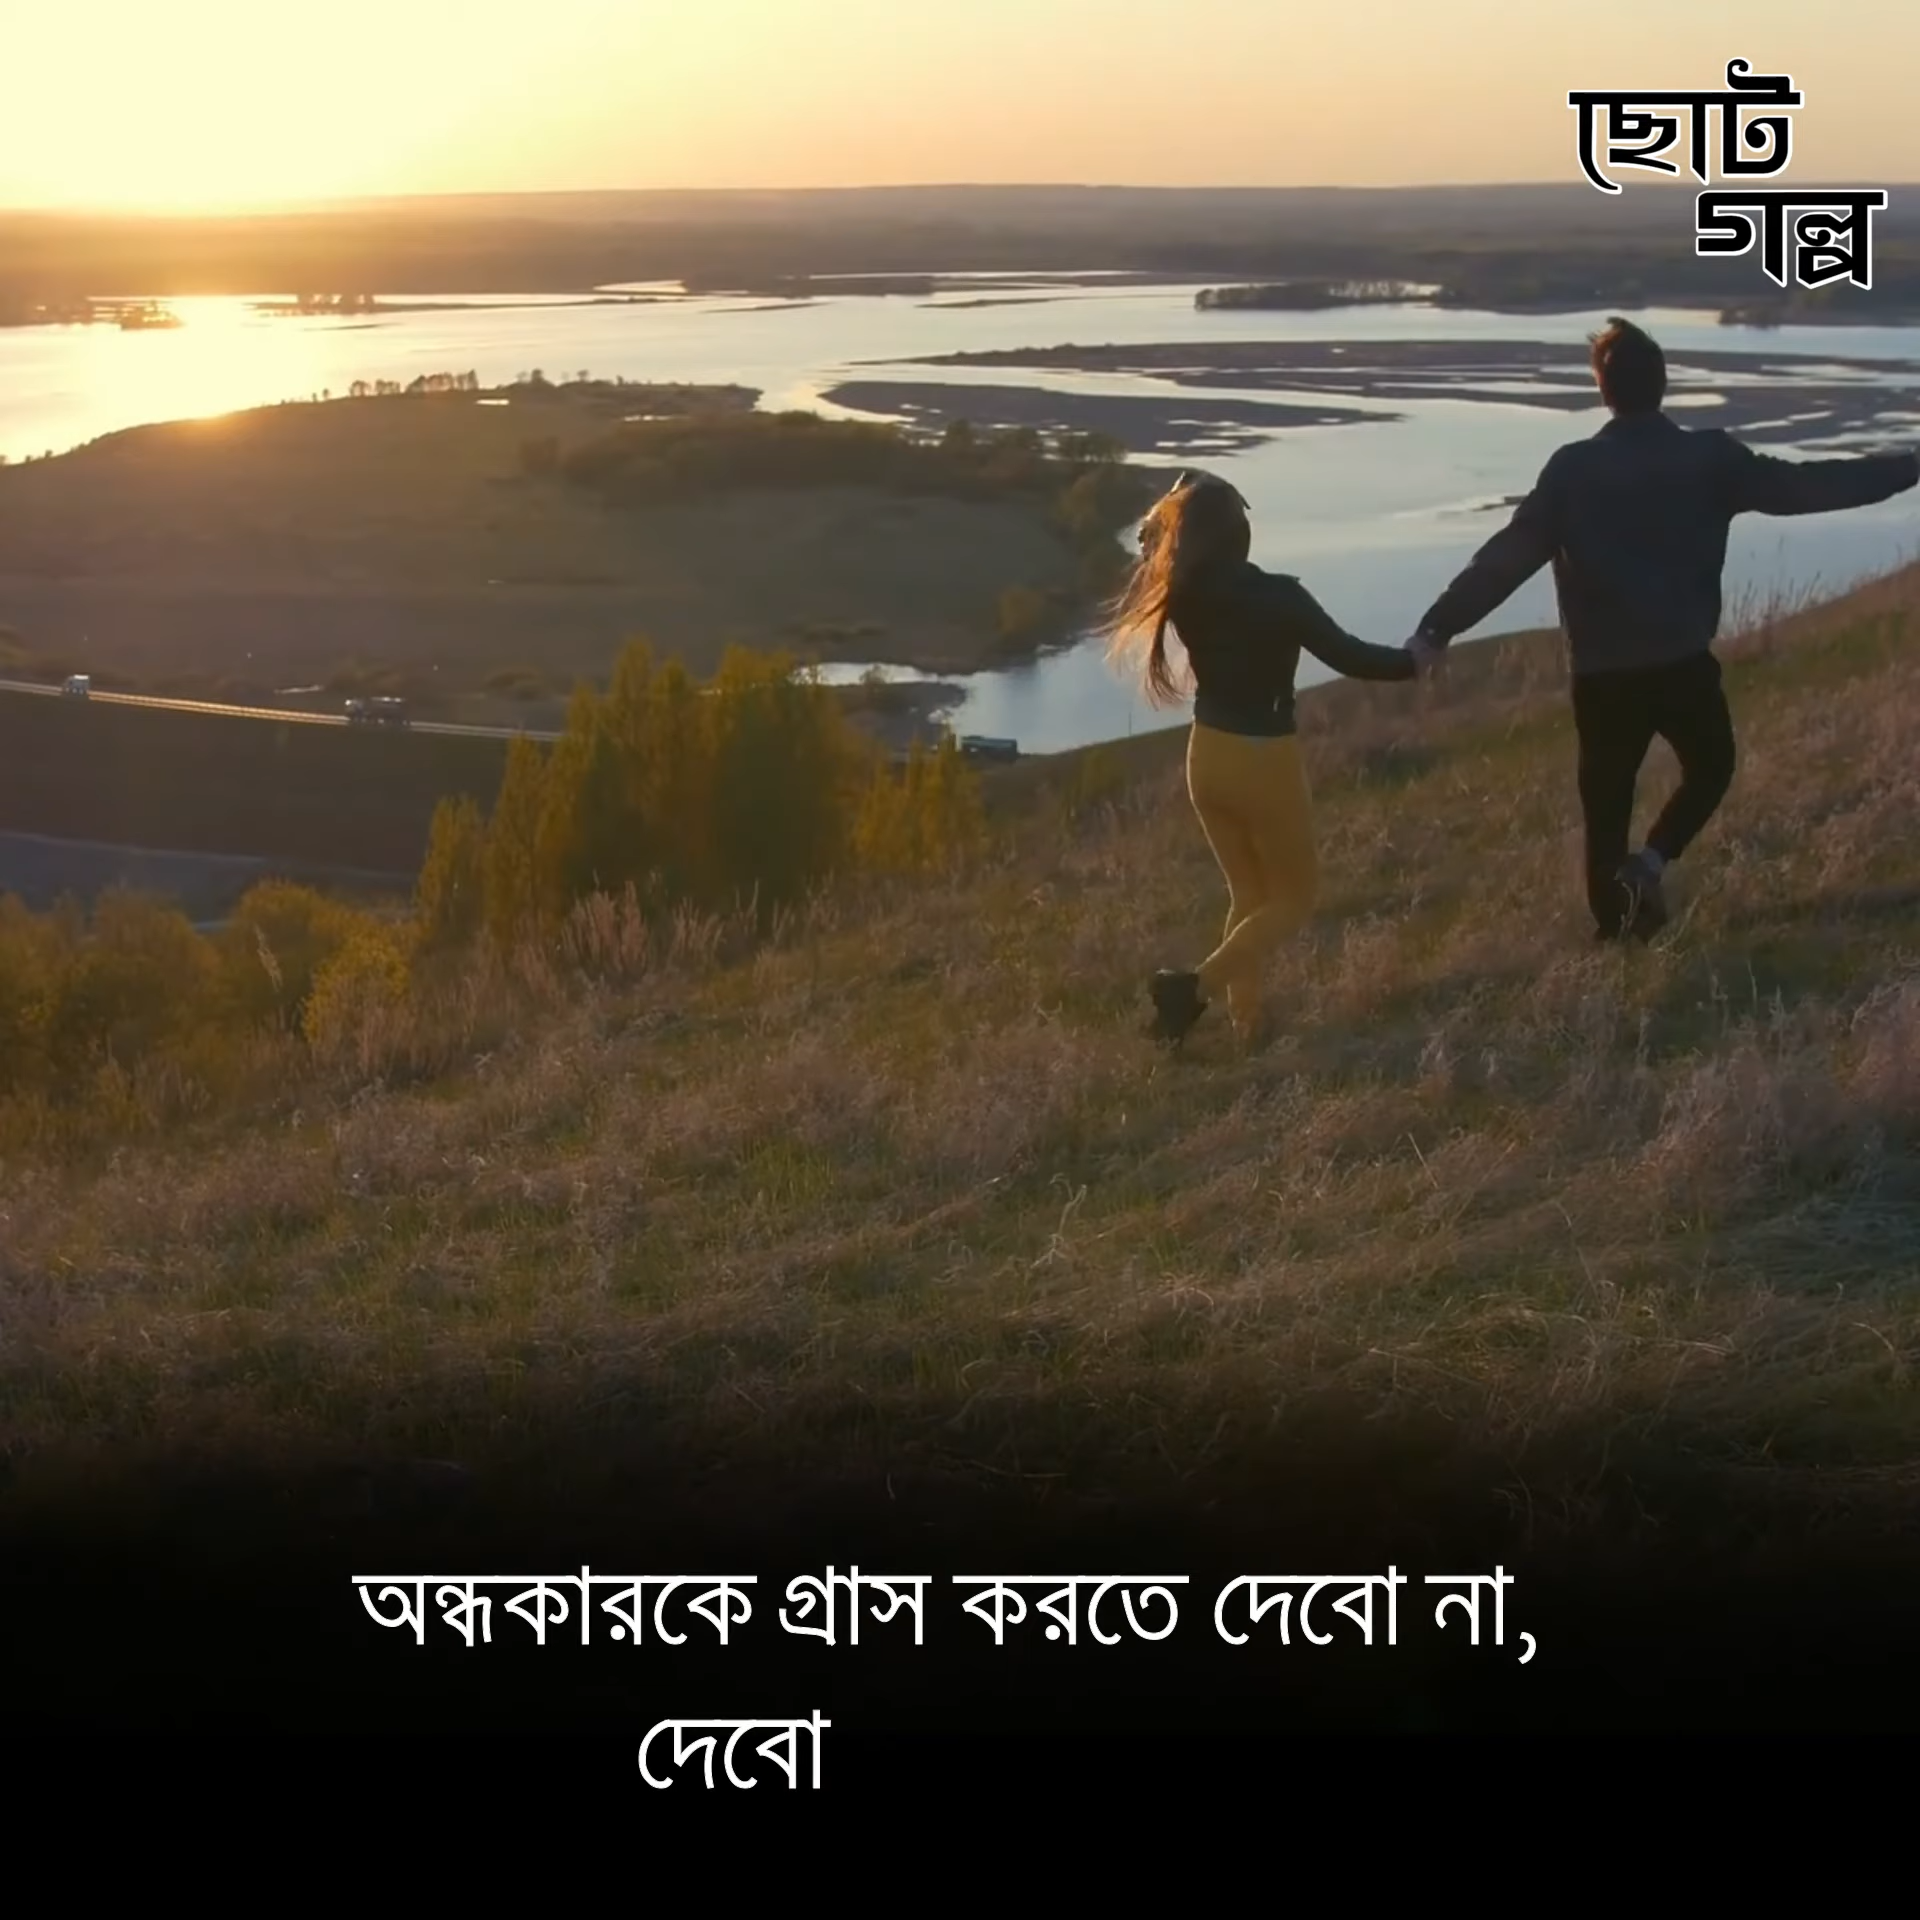 ছোট
গল্প
অন্ধকারকে গ্রাস করতে দেবো না,
দেবো